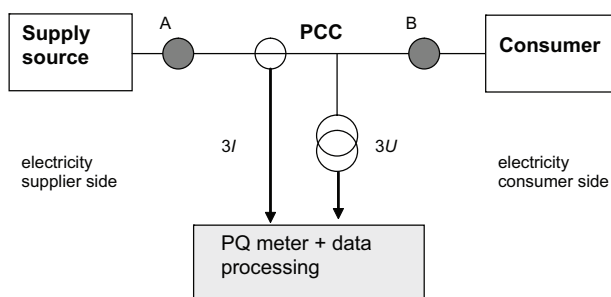 A
PCC
B
Supply
source
Consumer
3I
3U
electricity
supplier side
electricity
consumer side
PQ meter + data
processing